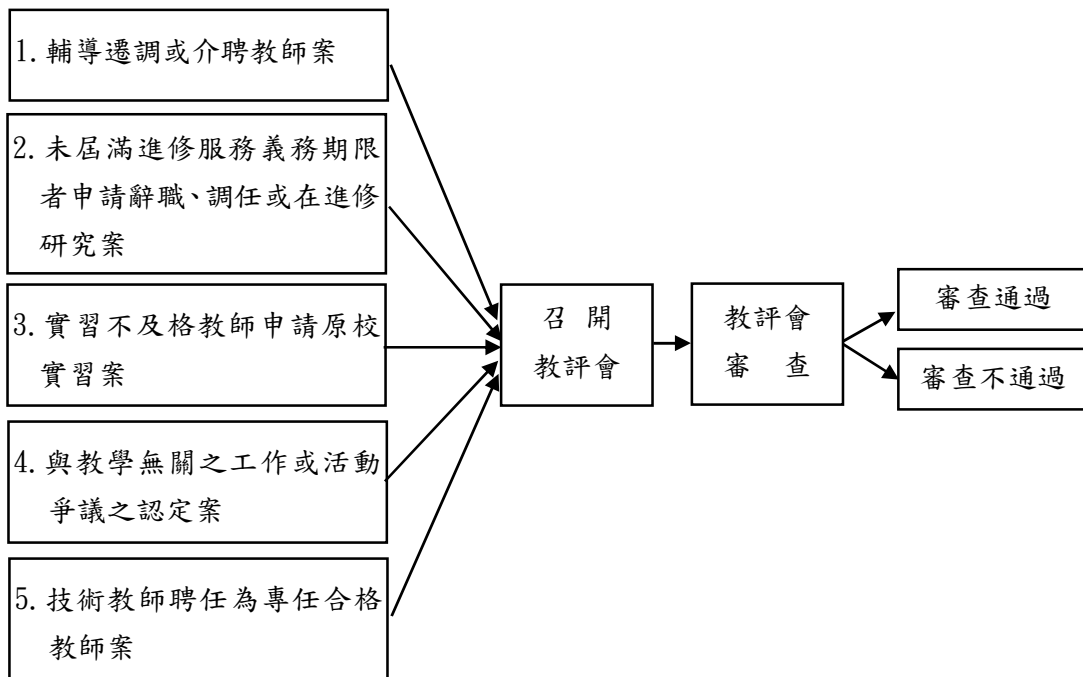 1. 輔導遷調或介聘教師案
2. 未屆滿進修服務義務期限
者申請辭職、調任或在進修
研究案
3. 實習不及格教師申請原校
實習案
4. 與教學無關之工作或活動
爭議之認定案
5. 技術教師聘任為專任合格
教師案
召開
教評會
教評會
審查
審查通過
審查不通過